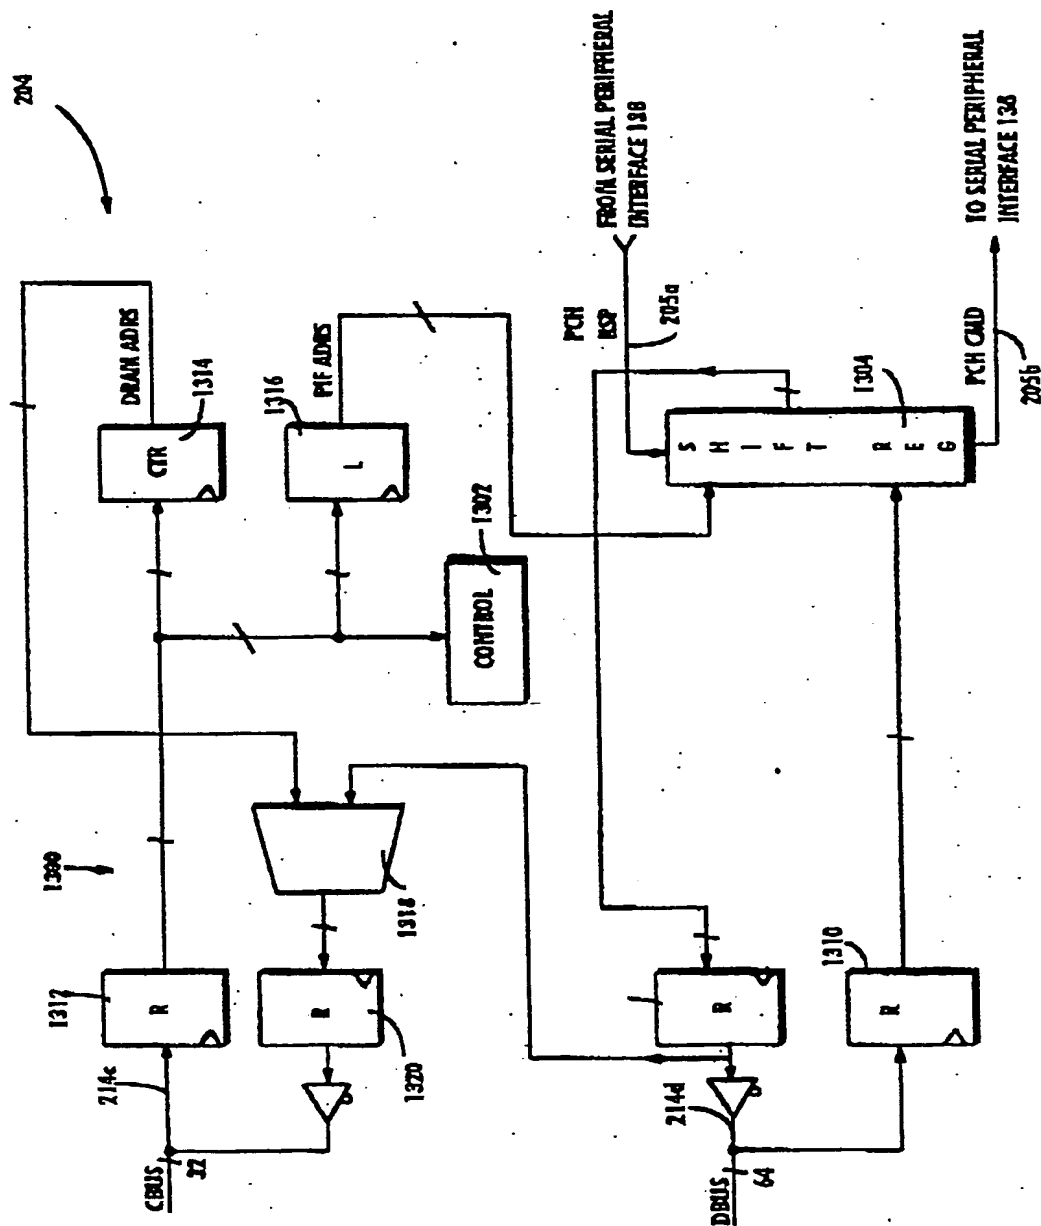 204
1300
CBUS
32
214c
1312
R
R
1320
1318
DRAM ADRS
CTR
1314
PIF ADRS
1316
L
CONTROL
1302
FROM SERIAL PERIPHERAL
INTERFACE 138
PCH
RSP
205a
SHIFT REG
1304
PCH CMD
205b
TO SERIAL PERIPHERAL
INTERFACE 138
DBUS
64
214d
R
1310
R